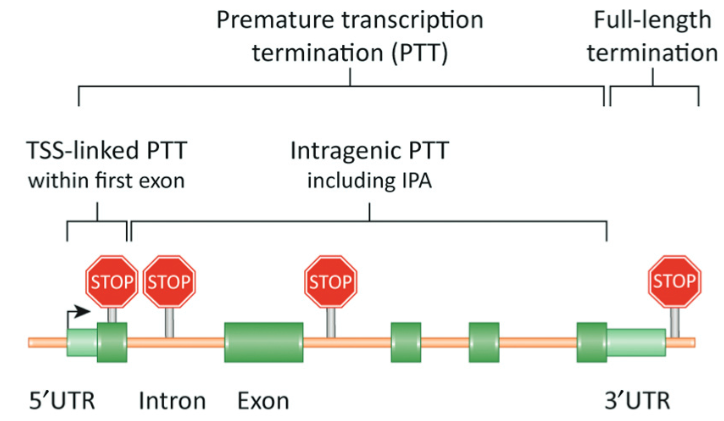 Premature transcription
termination (PTT)
Full-length
termination
TSS-linked PTT
within first exon
Intragenic PTT
including IPA
STOP
STOP
STOP
STOP
5′UTR
Intron
Exon
3′UTR